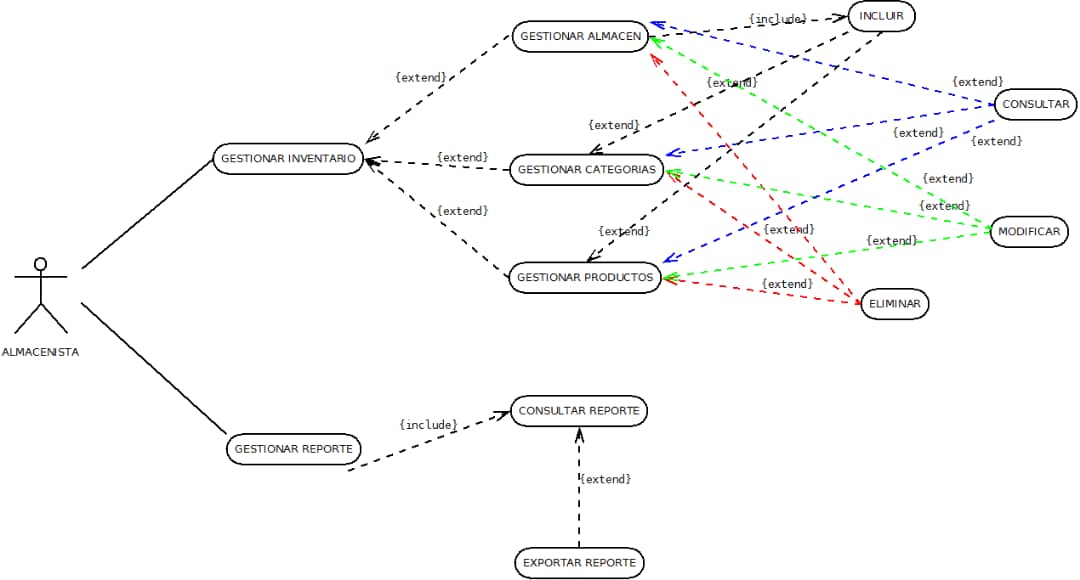 {include}
INCLUIR
GESTIONAR ALMACEN
{extend}
{extend}
{extend}
CONSULTAR
{extend}
{extend}
{extend}
GESTIONAR INVENTARIO
{extend}
GESTIONAR CATEGORIAS
{extend}
{extend}
{extend}
{extend}
{extend}
MODIFICAR
{extend}
GESTIONAR PRODUCTOS
{extend}
ELIMINAR
ALMACENISTA
CONSULTAR REPORTE
{include}
GESTIONAR REPORTE
{extend}
EXPORTAR REPORTE